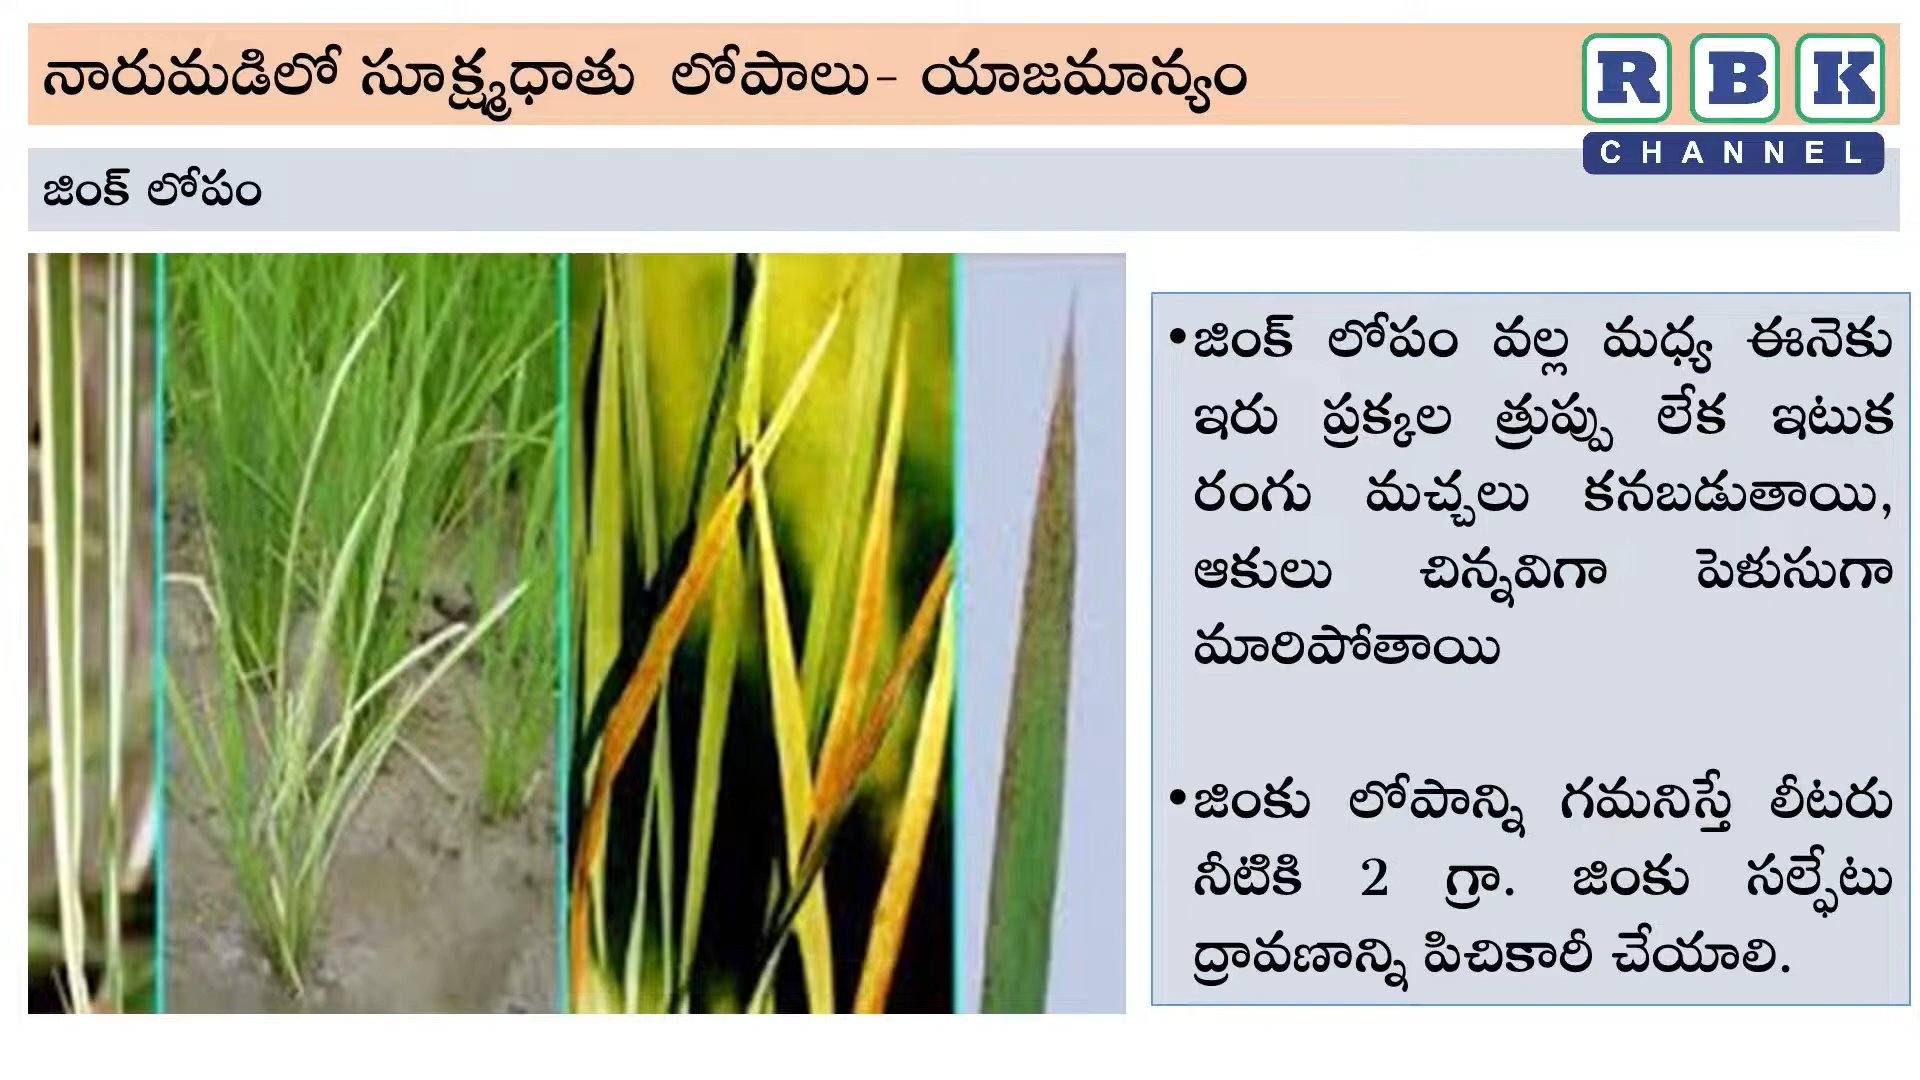 నారుమడిలో సూక్ష్మధాతు లోపాలు- యాజమాన్యం
RBK
CHANNEL
జింక్ లోపం
•జింక్ లోపం వల్ల మధ్య ఈనెకు
ఇరు ప్రక్కల త్రుప్పు లేక ఇటుక
రంగు మచ్చలు కనబడుతాయి,
ఆకులు చిన్నవిగా పెళుసుగా
మారిపోతాయి
•జింకు లోపాన్ని గమనిస్తే లీటరు
నీటికి 2 గ్రా. జింకు సల్ఫేటు
ద్రావణాన్ని పిచికారీ చేయాలి.